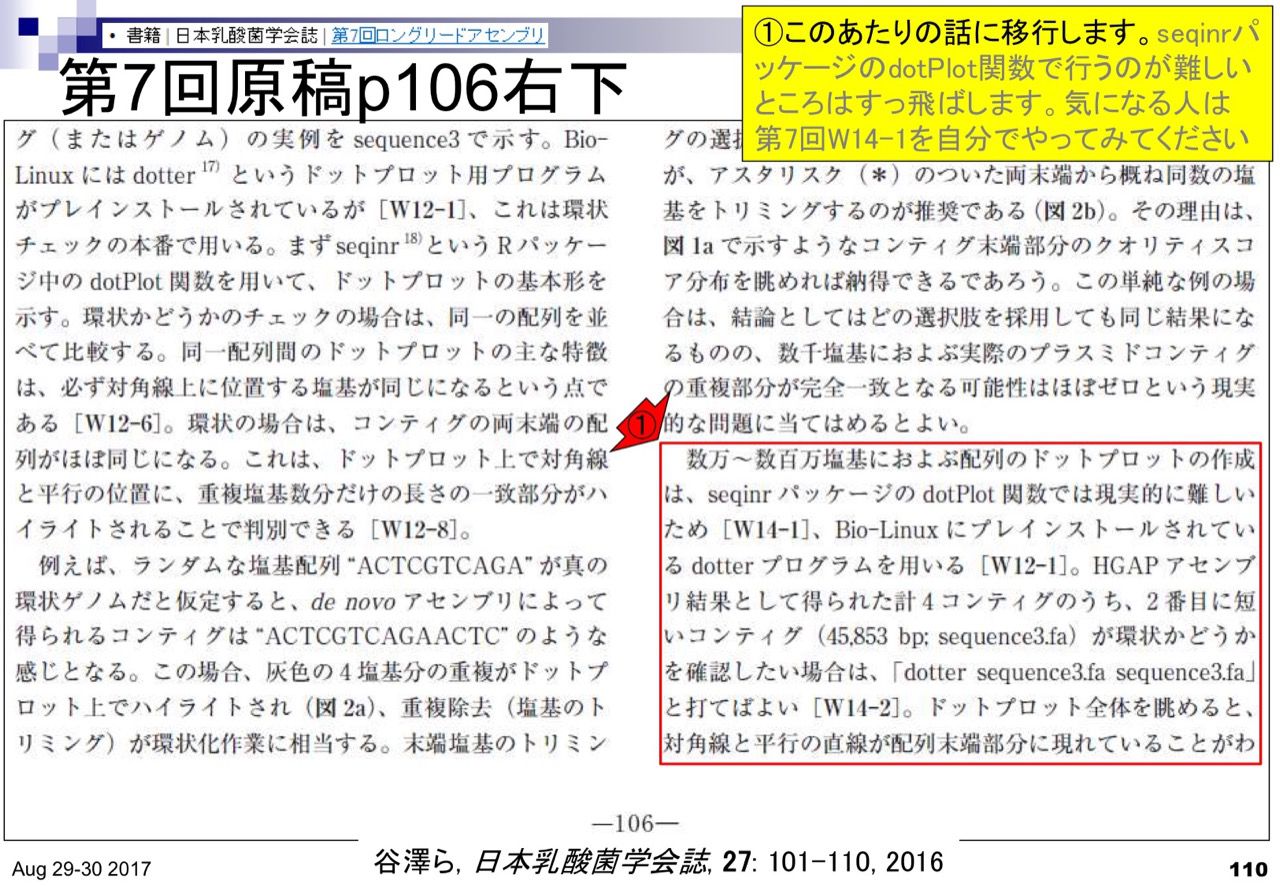 • 書籍 | 日本乳酸菌学会誌 | 第7回ロングリードアセンブリ
第7回原稿p106右下
①このあたりの話に移行します。seqinrパ
ッケージのdotPlot関数で行うのが難しい
ところはすっ飛ばします。気になる人は
第7回W14-1を自分でやってみてください
グ（またはゲノム）の実例を sequence3 で示す。Bio-
Linux には dotter 17) というドットプロット用プログラム
がプレインストールされているが［W12-1］、これは環状
チェックの本番で用いる。まず seqinr 18) という R パッケー
ジ中の dotPlot 関数を用いて、ドットプロットの基本形を
示す。環状かどうかのチェックの場合は、同一の配列を並
べて比較する。同一配列間のドットプロットの主な特徴
は、必ず対角線上に位置する塩基が同じになるという点で
ある［W12-6］。環状の場合は、コンティグの両末端の配
列がほぼ同じになる。これは、ドットプロット上で対角線
と平行の位置に、重複塩基数分だけの長さの一致部分がハ
イライトされることで判別できる［W12-8］。
例えば、ランダムな塩基配列 “ACTCGTCAGA” が真の
環状ゲノムだと仮定すると、de novo アセンブリによって
得られるコンティグは “ACTCGTCAGAACTC” のような
感じとなる。この場合、灰色の 4 塩基分の重複がドットプ
ロット上でハイライトされ（図 2a）、重複除去（塩基のト
リミング）が環状化作業に相当する。末端塩基のトリミン
グの選択
が、アスタリスク（＊）のついた両末端から概ね同数の塩
基をトリミングするのが推奨である（図 2b）。その理由は、
図 1a で示すようなコンティグ末端部分のクオリティスコ
ア分布を眺めれば納得できるであろう。この単純な例の場
合は、結論としてはどの選択肢を採用しても同じ結果にな
るものの、数千塩基におよぶ実際のプラスミドコンティグ
の重複部分が完全一致となる可能性はほぼゼロという現実
的な問題に当てはめるとよい。
①
数万～数百万塩基におよぶ配列のドットプロットの作成
は、seqinr パッケージの dotPlot 関数では現実的に難しい
ため［W14-1］、Bio-Linux にプレインストールされてい
る dotter プログラムを用いる［W12-1］。HGAP アセンブ
リ結果として得られた計 4 コンティグのうち、2 番目に短
いコンティグ（45,853 bp; sequence3.fa）が環状かどうか
を確認したい場合は、「dotter sequence3.fa sequence3.fa」
と打てばよい［W14-2］。ドットプロット全体を眺めると、
対角線と平行の直線が配列末端部分に現れていることがわ
―106―
Aug 29-30 2017
谷澤ら, 日本乳酸菌学会誌, 27: 101-110, 2016
110